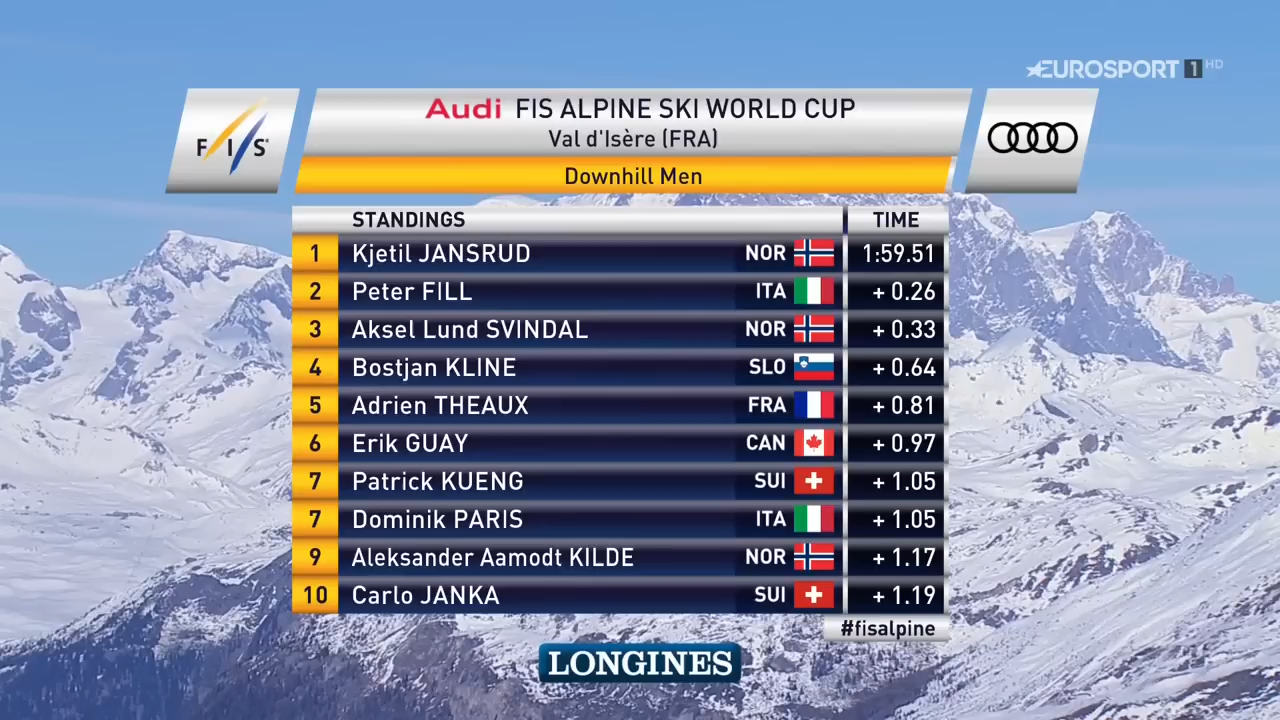 EUROSPORT 1 HD
FIS
Audi FIS ALPINE SKI WORLD CUP
Val d'Isère (FRA)
Downhill Men
STANDINGS TIME
1 Kjetil JANSRUD NOR 1:59.51
2 Peter FILL ITA + 0.26
3 Aksel Lund SVINDAL NOR + 0.33
4 Bostjan KLINE SLO + 0.64
5 Adrien THEAUX FRA + 0.81
6 Erik GUAY CAN + 0.97
7 Patrick KUENG SUI + 1.05
7 Dominik PARIS ITA + 1.05
9 Aleksander Aamodt KILDE NOR + 1.17
10 Carlo JANKA SUI + 1.19
#fisalpine
LONGINES